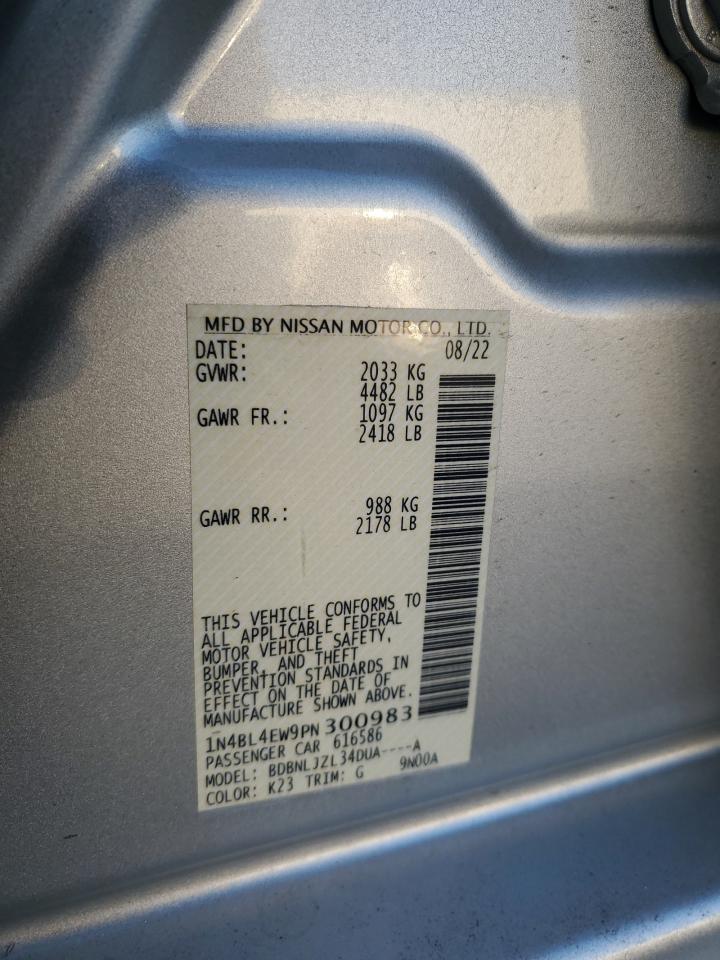 MFD BY NISSAN MOTOR CO., LTD.
DATE: 08/22
GVWR: 2033 KG
4482 LB
GAWR FR.: 1097 KG
2418 LB
GAWR RR.: 988 KG
2178 LB
THIS VEHICLE CONFORMS TO
ALL APPLICABLE FEDERAL
MOTOR VEHICLE SAFETY,
BUMPER, AND THEFT
PREVENTION STANDARDS IN
EFFECT ON THE DATE OF
MANUFACTURE SHOWN ABOVE.
1N4BL4EW9PN300983
PASSENGER CAR 616586
MODEL: BDBNLJZL34DUA----A
COLOR: K23 TRIM: G 9N00A